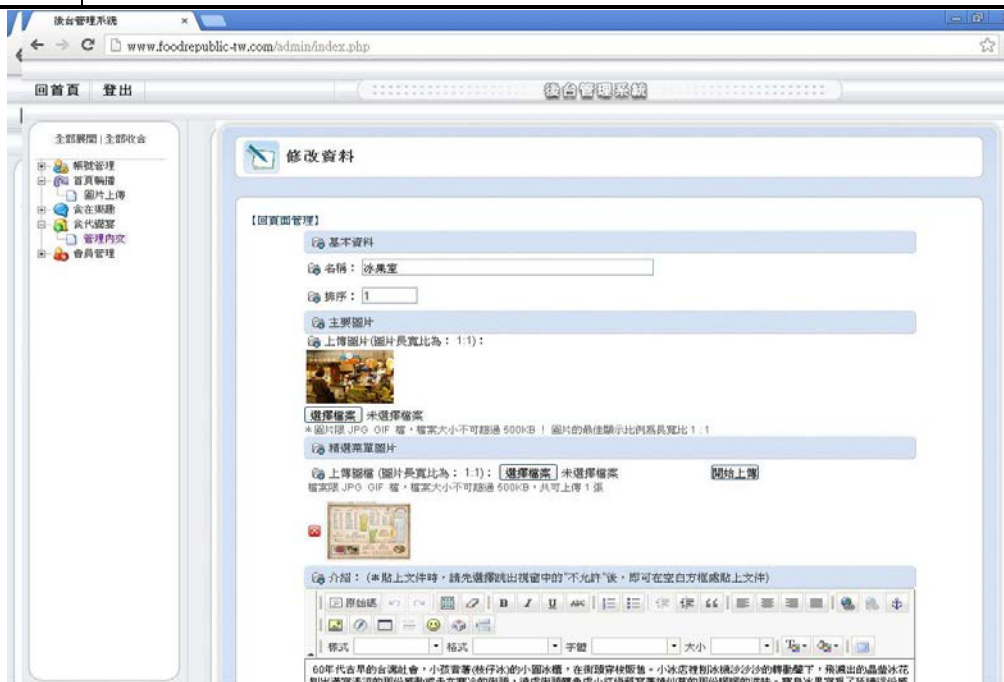 後台管理系統
www.foodrepublic-tw.com/admin/index.php
回首頁 登出
後台管理系統
全部展開 | 全部收合
帳號管理
首頁輪播
圖片上傳
食在樂趣
食代饗宴
管理內文
會員管理
修改資料
【回頁面管理】
基本資料
名稱： 冰果室
排序： 1
主要圖片
上傳圖片(圖片長寬比為： 1:1)：
選擇檔案 未選擇檔案
*圖片限 JPG GIF 檔，檔案大小不可超過 500KB ！ 圖片的最佳顯示比例為長寬比 1 : 1
精選菜單圖片
上傳圖檔 (圖片長寬比為： 1:1)： 選擇檔案 未選擇檔案 開始上傳
檔案限 JPG GIF 檔，檔案大小不可超過 500KB，共可上傳 1 張
介紹： (*貼上文件時，請先選擇跳出視窗中的"不允許"後，即可在空白方框處貼上文件)
原始碼 B I U ABC
樣式 格式 字體 大小
60年代古早的台灣社會，小孩背著(枝仔冰)的小圓冰櫃，在街頭穿梭販售。小冰店裡刨冰機沙沙沙的轉動聲下，飛濺出的晶瑩冰花